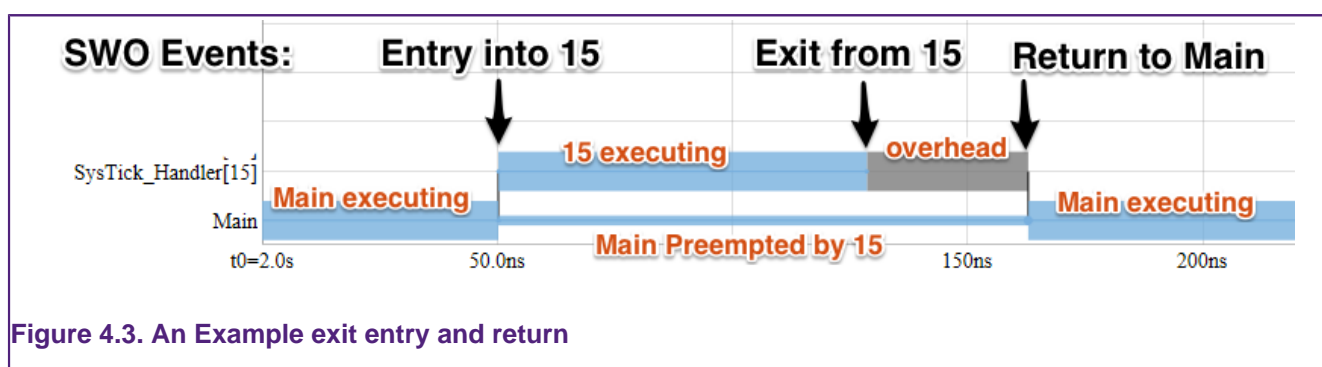 SWO Events: Entry into 15 Exit from 15 Return to Main
15 executing overhead
SysTick_Handler[15]
Main executing Main executing
Main
Main Preempted by 15
t0=2.0s 50.0ns 150ns 200ns
Figure 4.3. An Example exit entry and return